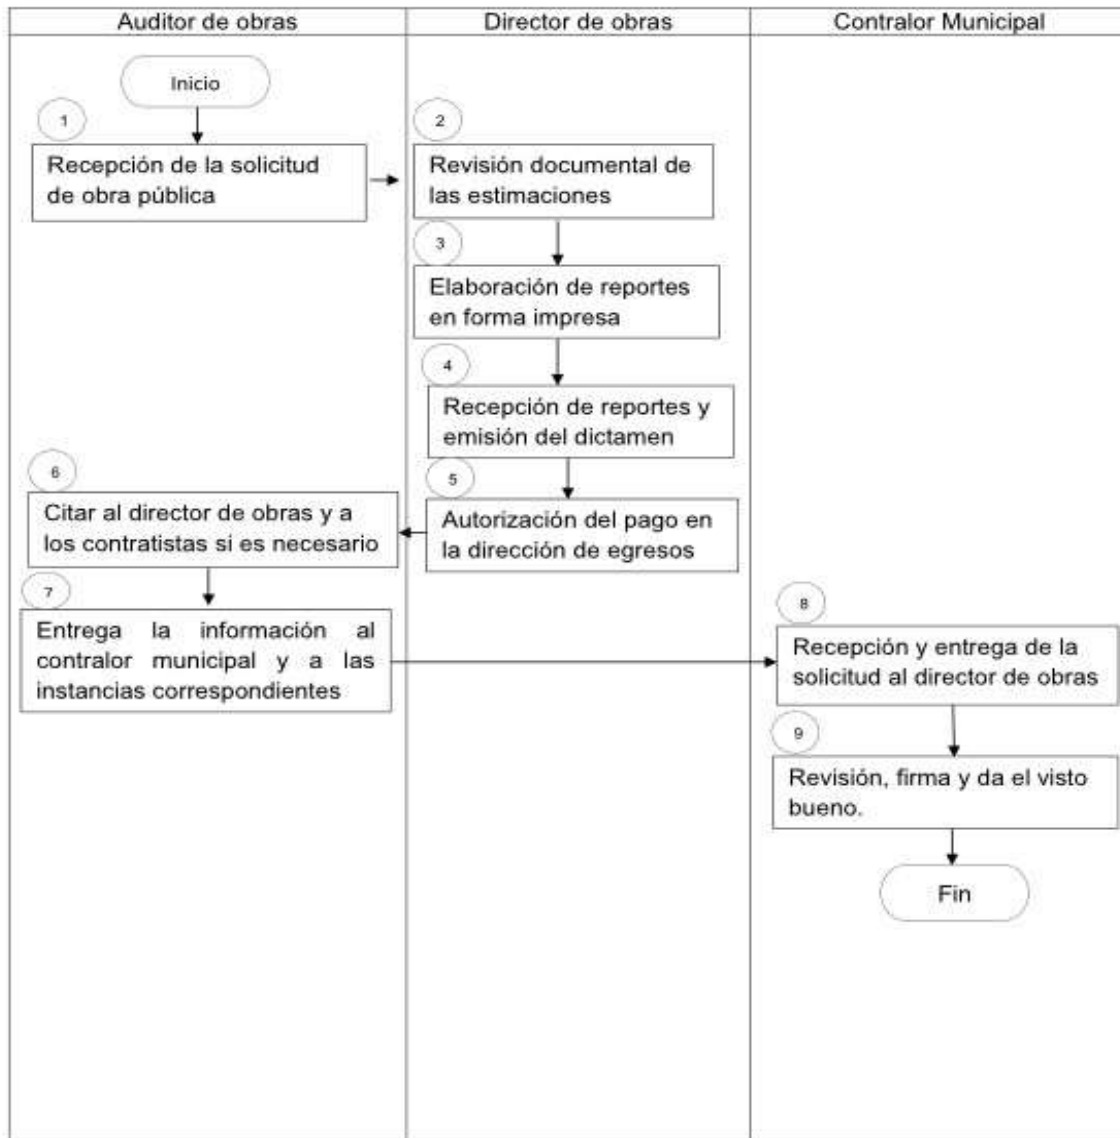 Auditor de obras
Director de obras
Contralor Municipal
Inicio
1
Recepción de la solicitud
de obra pública
2
Revisión documental de
las estimaciones
3
Elaboración de reportes
en forma impresa
4
Recepción de reportes y
emisión del dictamen
5
Autorización del pago en
la dirección de egresos
6
Citar al director de obras y a
los contratistas si es necesario
7
Entrega la información al
contralor municipal y a las
instancias correspondientes
8
Recepción y entrega de la
solicitud al director de obras
9
Revisión, firma y da el visto
bueno.
Fin